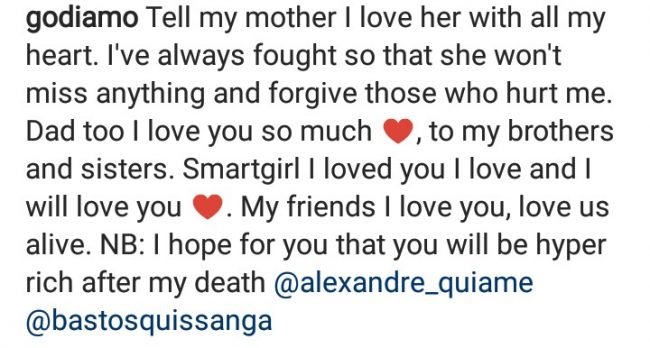 godiamo Tell my mother I love her with all my
heart. I've always fought so that she won't
miss anything and forgive those who hurt me.
Dad too I love you so much ❤️, to my brothers
and sisters. Smartgirl I loved you I love and I
will love you ❤️. My friends I love you, love us
alive. NB: I hope for you that you will be hyper
rich after my death @alexandre_quiame
@bastosquissanga